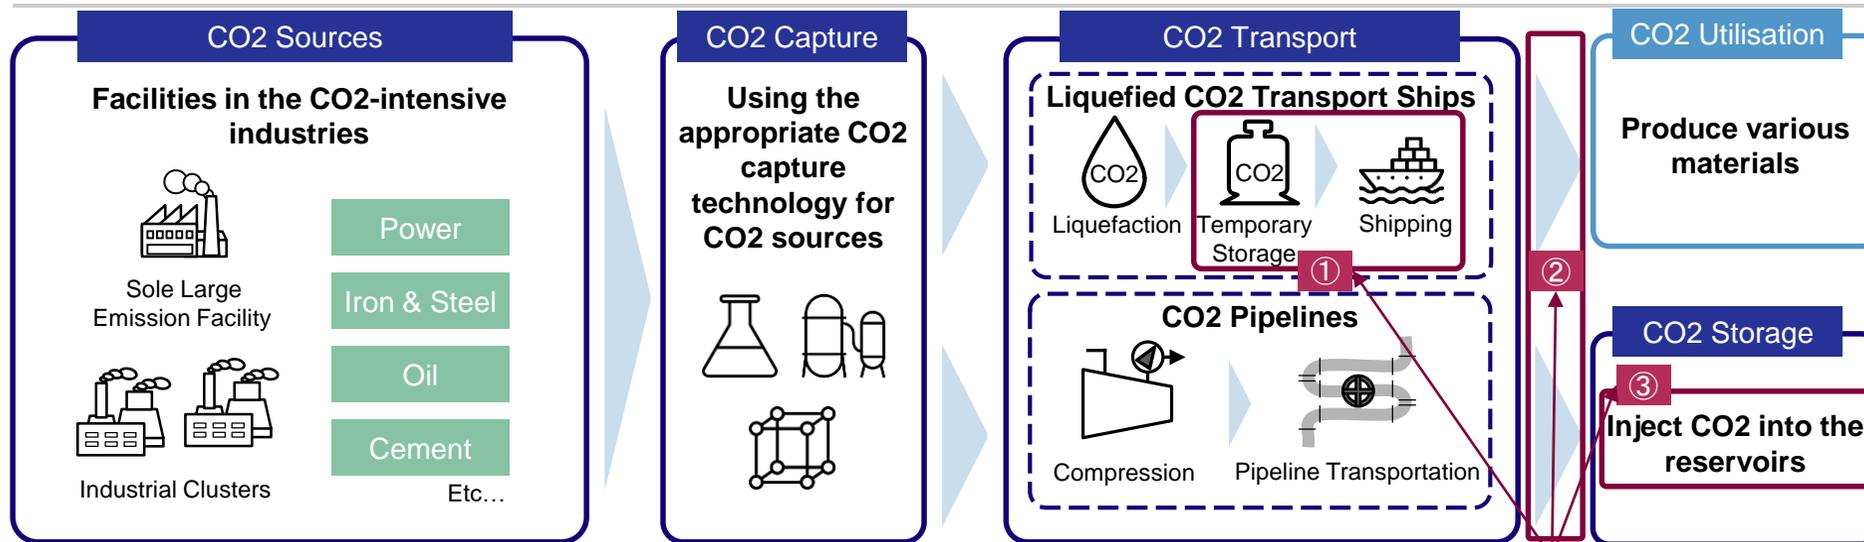 CO2 Sources
Facilities in the CO2-intensive
industries
Sole Large
Emission Facility
Industrial Clusters
Power
Iron & Steel
Oil
Cement
Etc…
CO2 Capture
Using the
appropriate CO2
capture
technology for
CO2 sources
CO2 Transport
Liquefied CO2 Transport Ships
CO2
Liquefaction
CO2
Temporary
Storage
Shipping
①
CO2 Pipelines
Compression
Pipeline Transportation
②
CO2 Utilisation
Produce various
materials
CO2 Storage
③
Inject CO2 into the
reservoirs